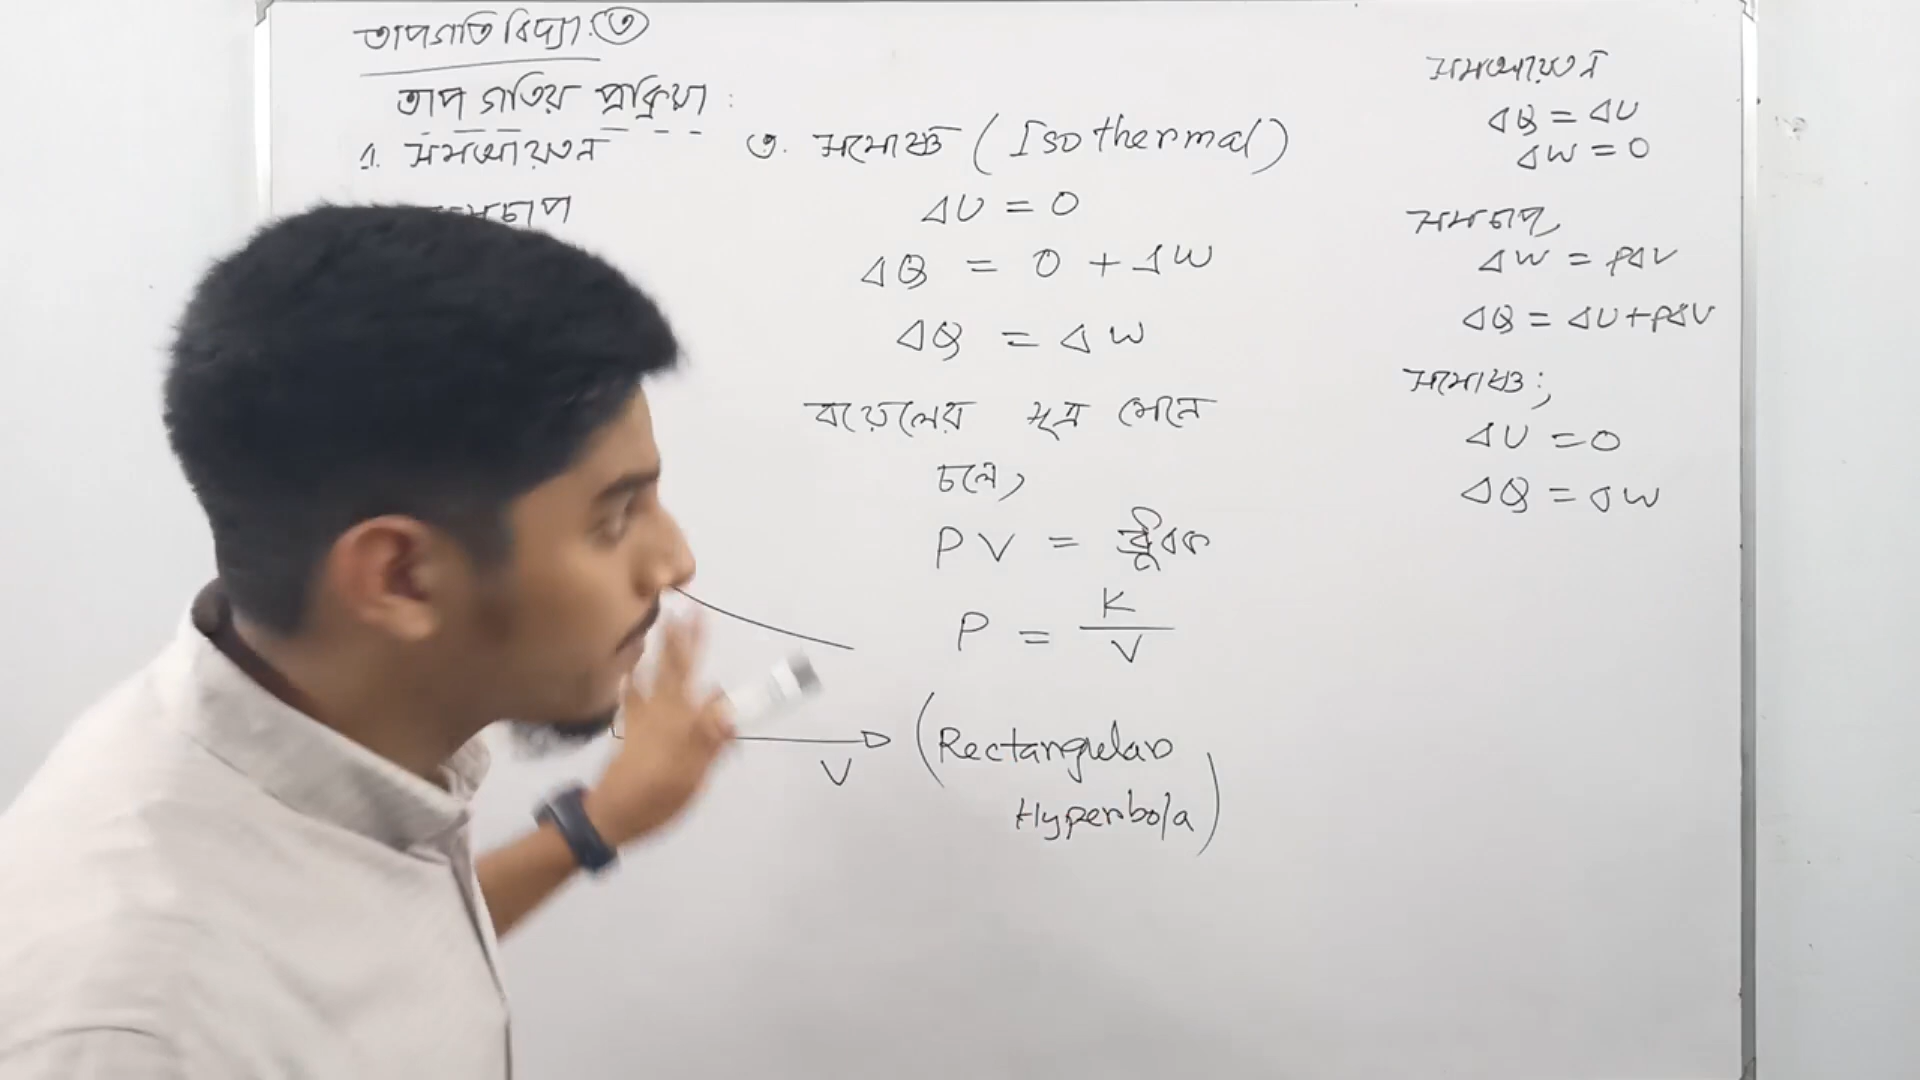 তাপগতি বিদ্যা: ৩
তাপ গতিয় প্রক্রিয়া :
১. সমআয়তন
সমচাপ
৩. সমোষ্ণ (Isothermal)
ΔU = 0
ΔQ = 0 + ΔW
ΔQ = ΔW
বয়েলের সূত্র মেনে
চলে,
PV = ধ্রুবক
P = K/V
V
(Rectangular
Hyperbola)
সমআয়তন
ΔQ = ΔU
ΔW = 0
সমচাপ,
ΔW = PΔV
ΔQ = ΔU+PΔV
সমোষ্ণ;
ΔU = 0
ΔQ = ΔW